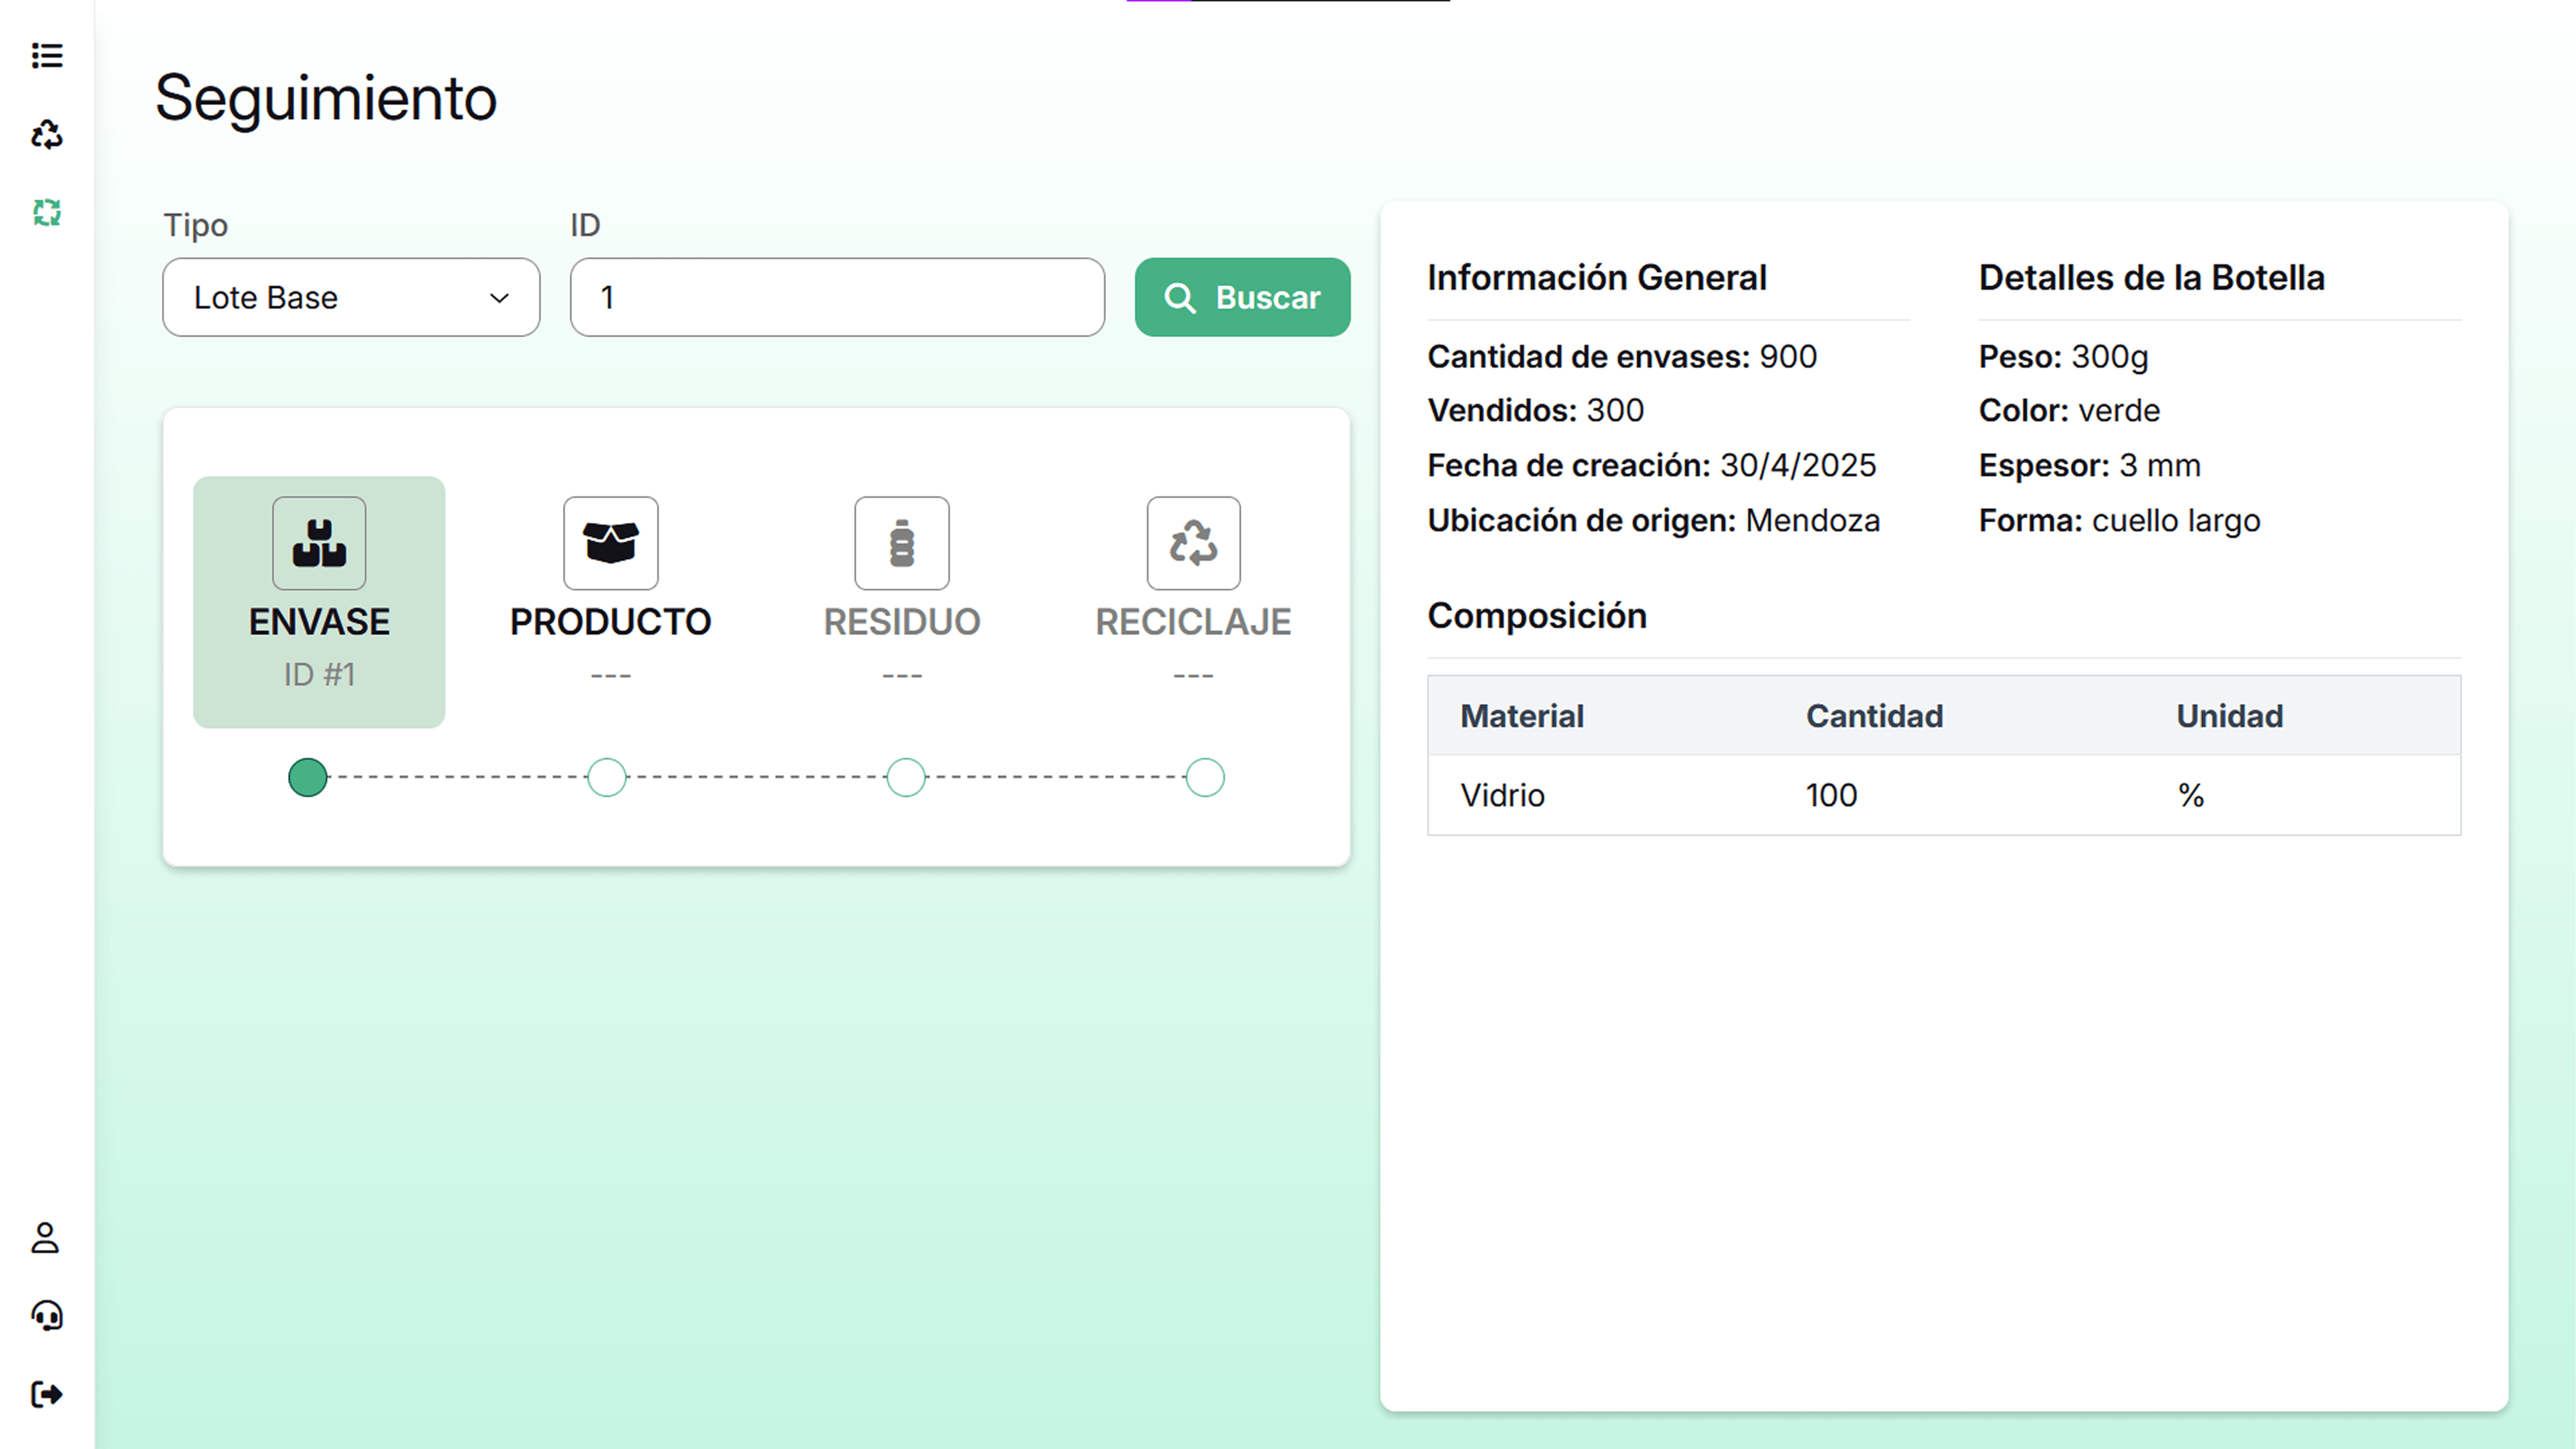 Seguimiento
Tipo
ID
Lote Base
1
Buscar
ENVASE
ID #1
PRODUCTO
---
RESIDUO
---
RECICLAJE
---
Información General
Cantidad de envases: 900
Vendidos: 300
Fecha de creación: 30/4/2025
Ubicación de origen: Mendoza
Detalles de la Botella
Peso: 300g
Color: verde
Espesor: 3 mm
Forma: cuello largo
Composición
Material Cantidad Unidad
Vidrio 100 %